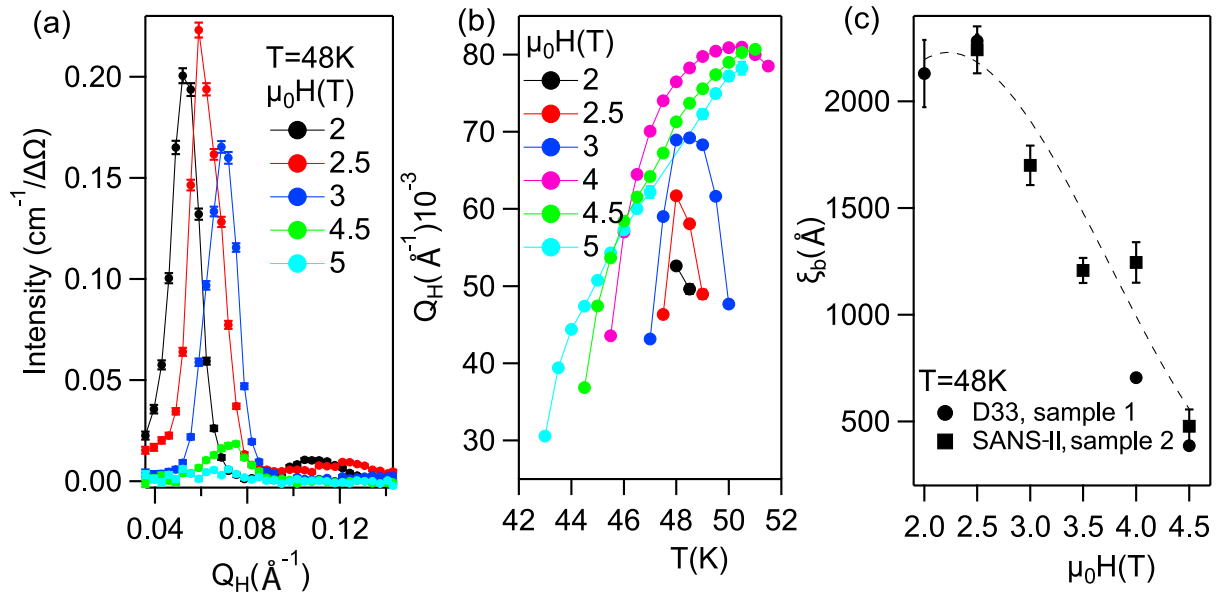 (a)
T=48K
μ₀H(T)
2
2.5
3
4.5
5
Intensity (cm⁻¹/ΔΩ)
0.20
0.15
0.10
0.05
0.00
0.04
0.08
0.12
Q_H(Å⁻¹)
(b)
μ₀H(T)
2
2.5
3
4
4.5
5
Q_H(Å⁻¹)10⁻³
80
70
60
50
40
30
42
44
46
48
50
52
T(K)
(c)
ξ_b(Å)
2000
1500
1000
500
T=48K
D33, sample 1
SANS-II, sample 2
2.0
2.5
3.0
3.5
4.0
4.5
μ₀H(T)